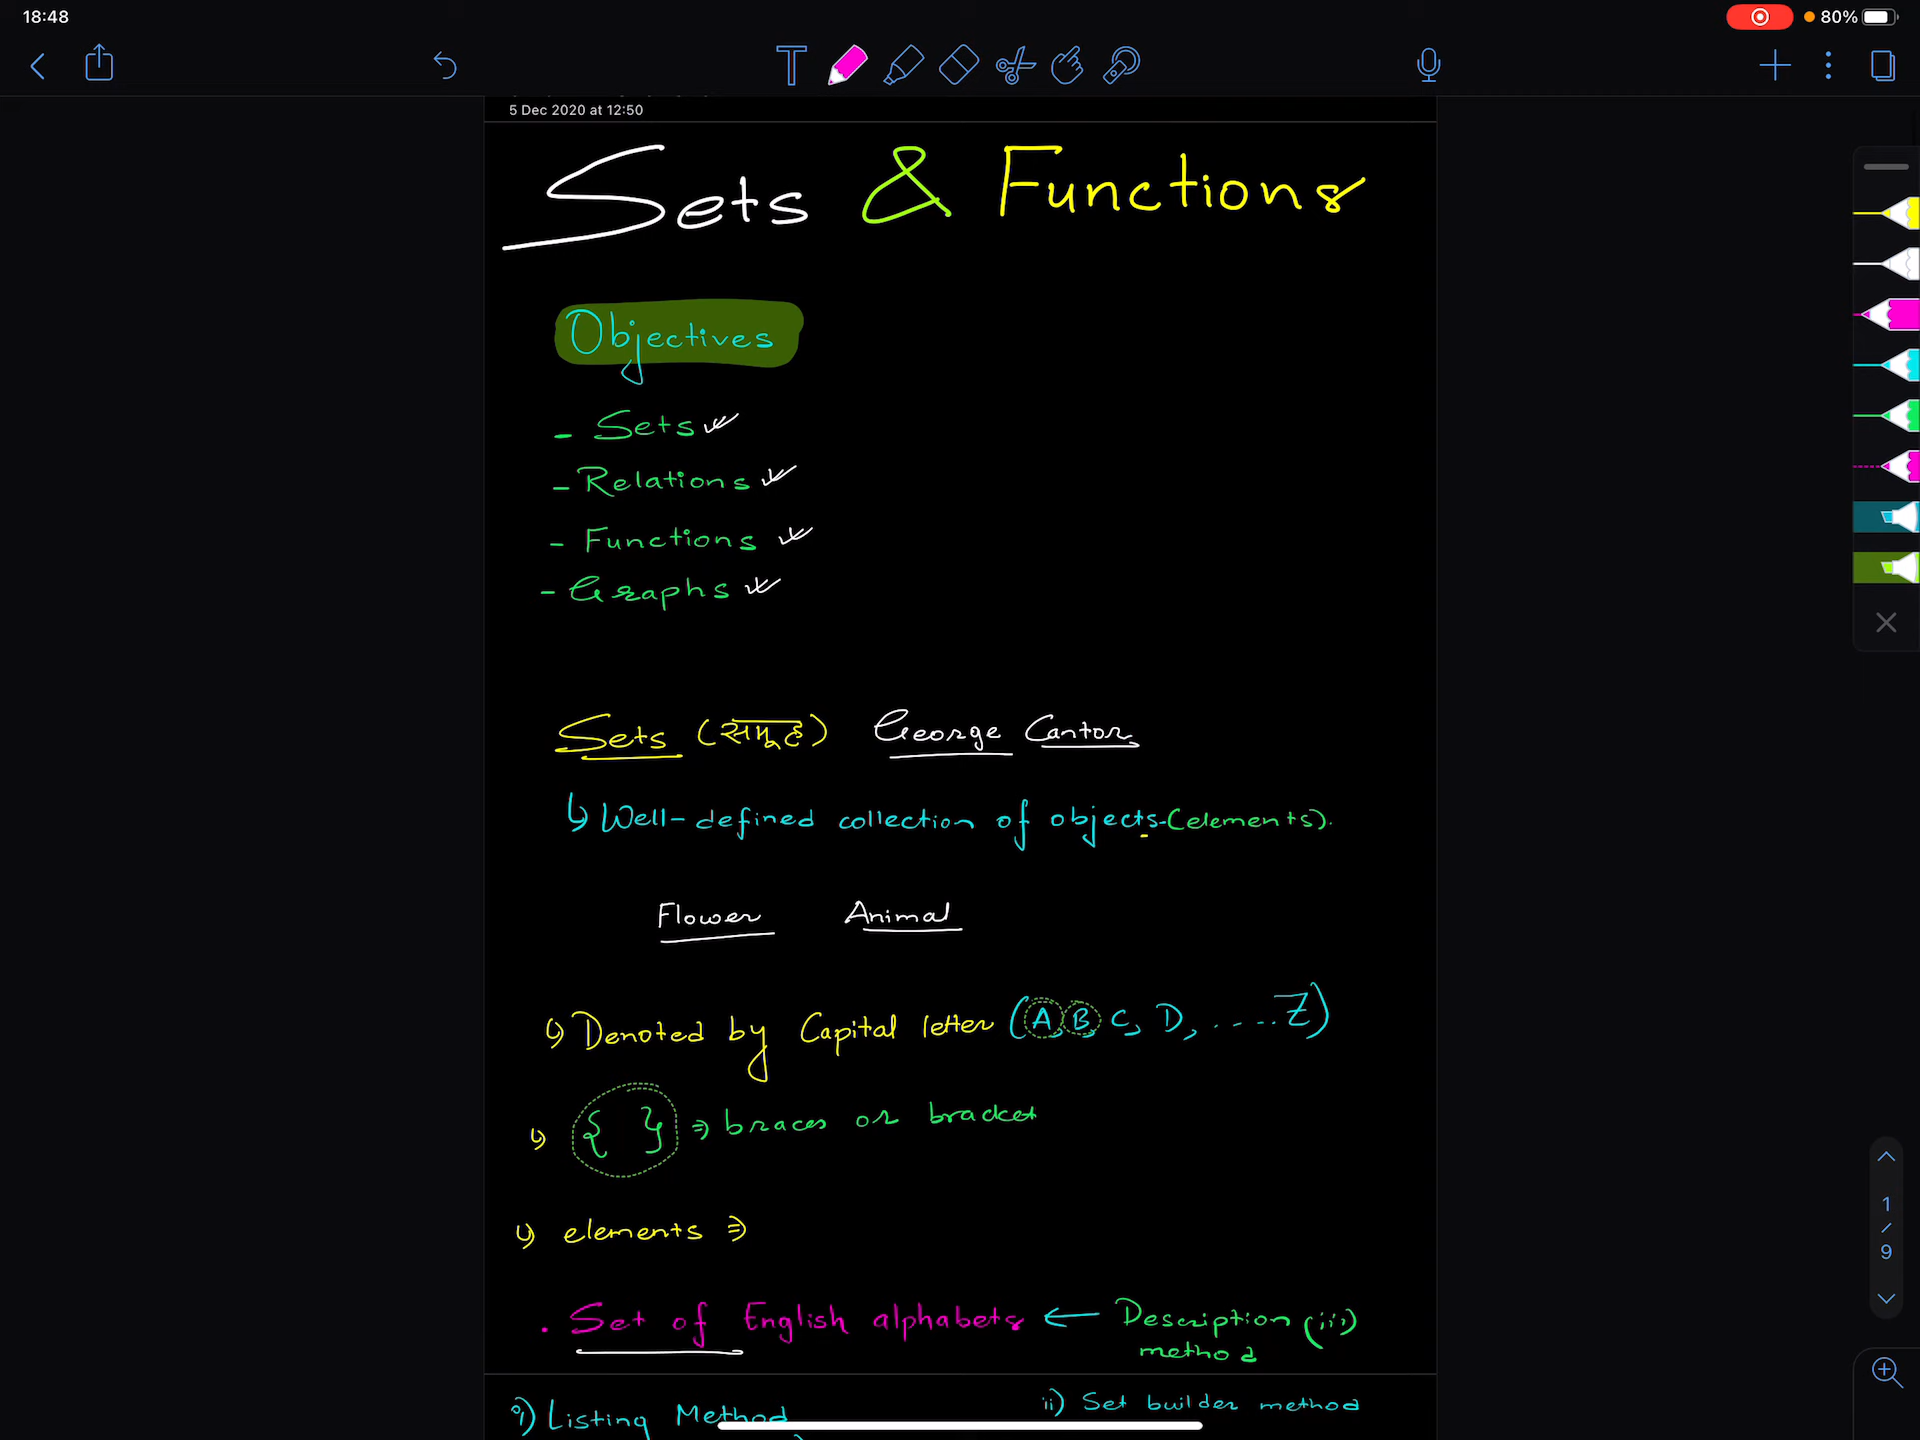 18:48
80%
5 Dec 2020 at 12:50
Sets & Functions
Objectives
- Sets
- Relations
- Functions
- Graphs
Sets (समूह) George Cantor
↳ Well-defined collection of objects-(elements).
Flower Animal
↳ Denoted by Capital letter (A, B, C, D, ....Z)
↳ { } ⇒ braces or bracket
↳ elements ⇒
. Set of English alphabets ← Description (iii)
method
i) Listing Method ii) Set builder method
1
/
9